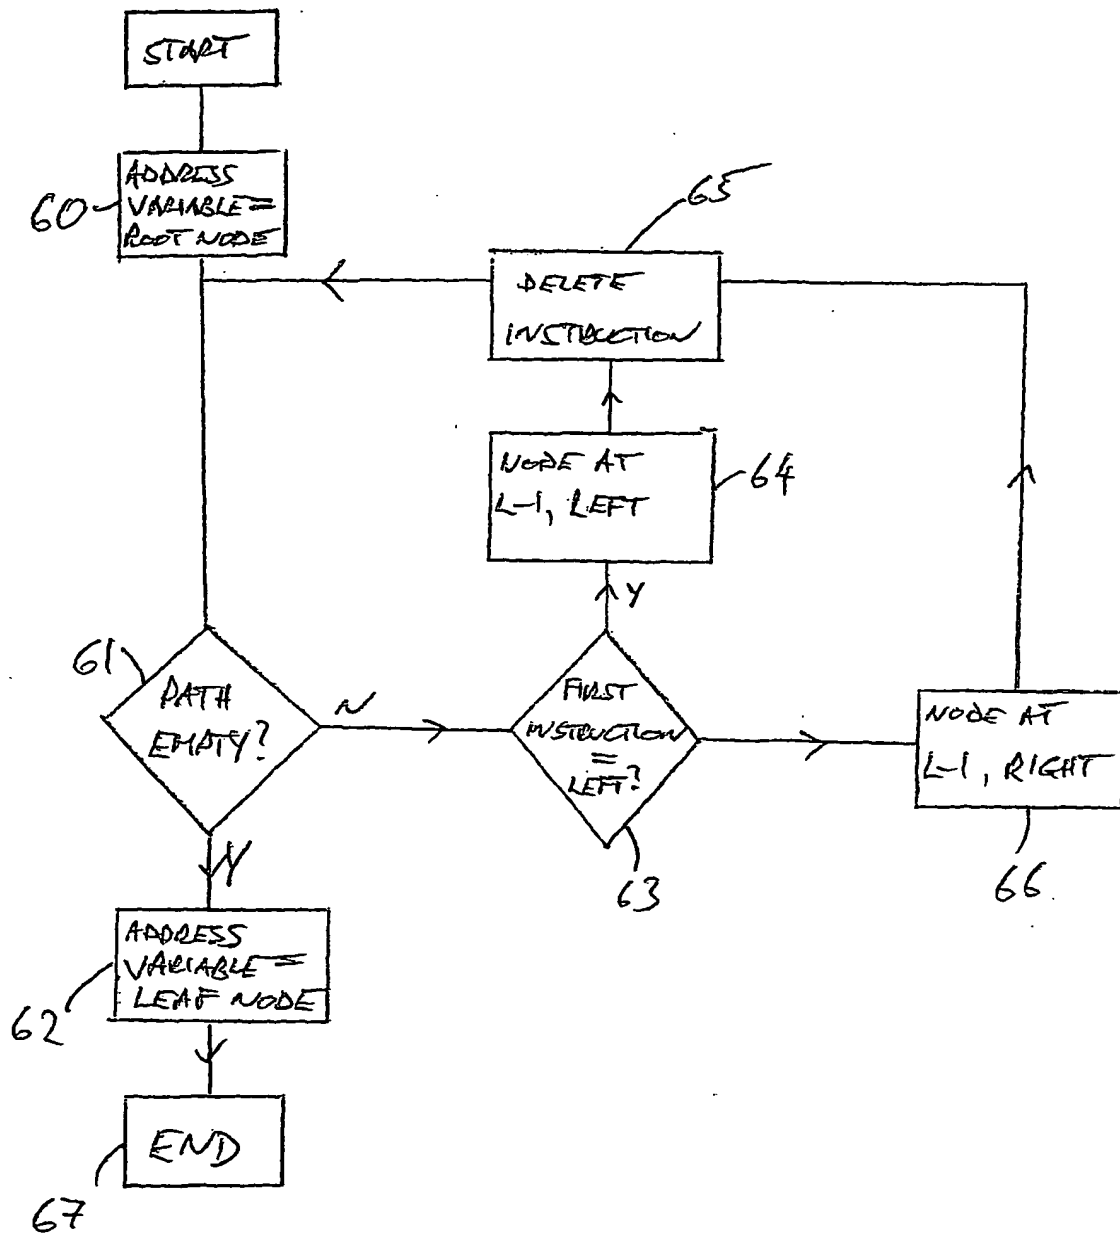 START
60
ADDRESS
VARIABLE =
ROOT NODE
65
DELETE
INSTRUCTION
NODE AT
L-1, LEFT
64
Y
61
PATH
EMPTY?
N
FIRST
INSTRUCTION
=
LEFT?
63
NODE AT
L-1, RIGHT
66
Y
ADDRESS
VARIABLE =
LEAF NODE
62
END
67